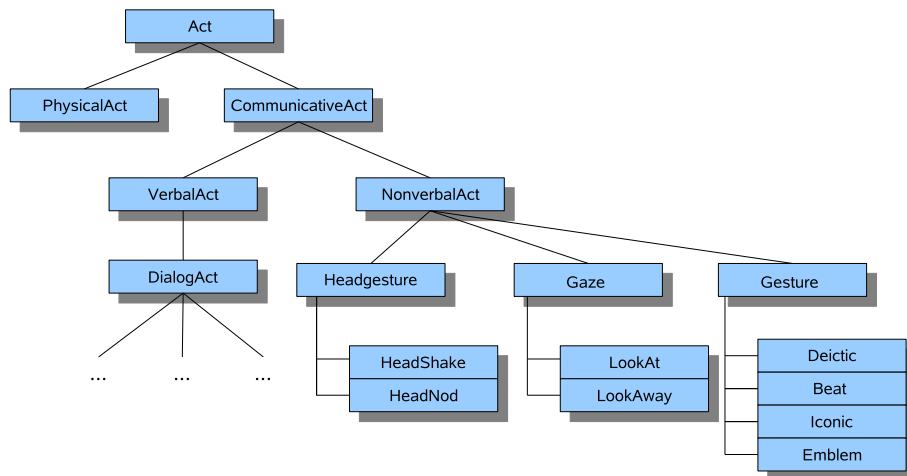 Act
PhysicalAct
CommunicativeAct
VerbalAct
NonverbalAct
DialogAct
Headgesture
Gaze
Gesture
...
...
...
HeadShake
HeadNod
LookAt
LookAway
Deictic
Beat
Iconic
Emblem